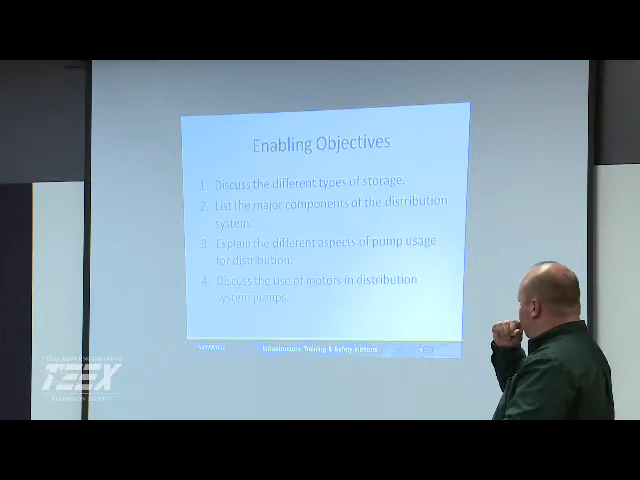 Enabling Objectives
1. Discuss the different types of storage.
2. List the major components of the distribution
system.
3. Explain the different aspects of pump usage
for distribution.
4. Discuss the use of motors in distribution
system pumps.
Infrastructure Training & Safety Institute
TEXAS A&M ENGINEERING
TEEX
EXTENSION SERVICE